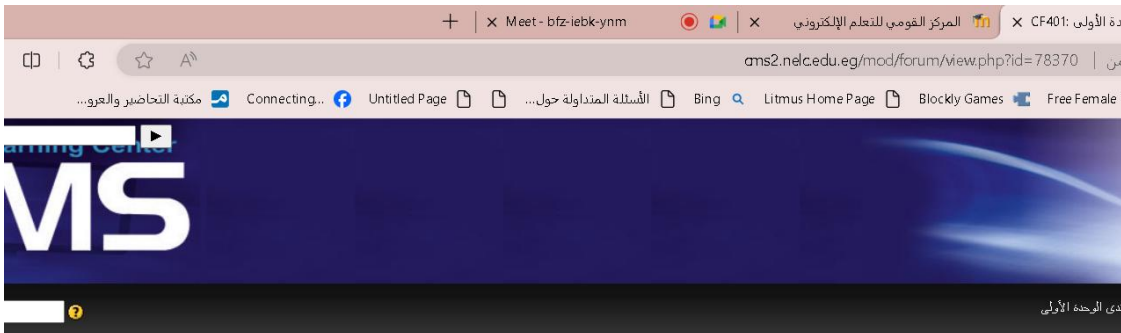 دة الأولى :CF401
المركز القومي للتعلم الإلكتروني
Meet - bfz-iebk-ynm
ams2.nelc.edu.eg/mod/forum/view.php?id=78370
Free Female
Blockly Games
Litmus Home Page
Bing
الأسئلة المتداولة حول...
Untitled Page
Connecting...
مكتبة التحاضير والعرو...
arning Center
MS
دى الوحدة الأولى